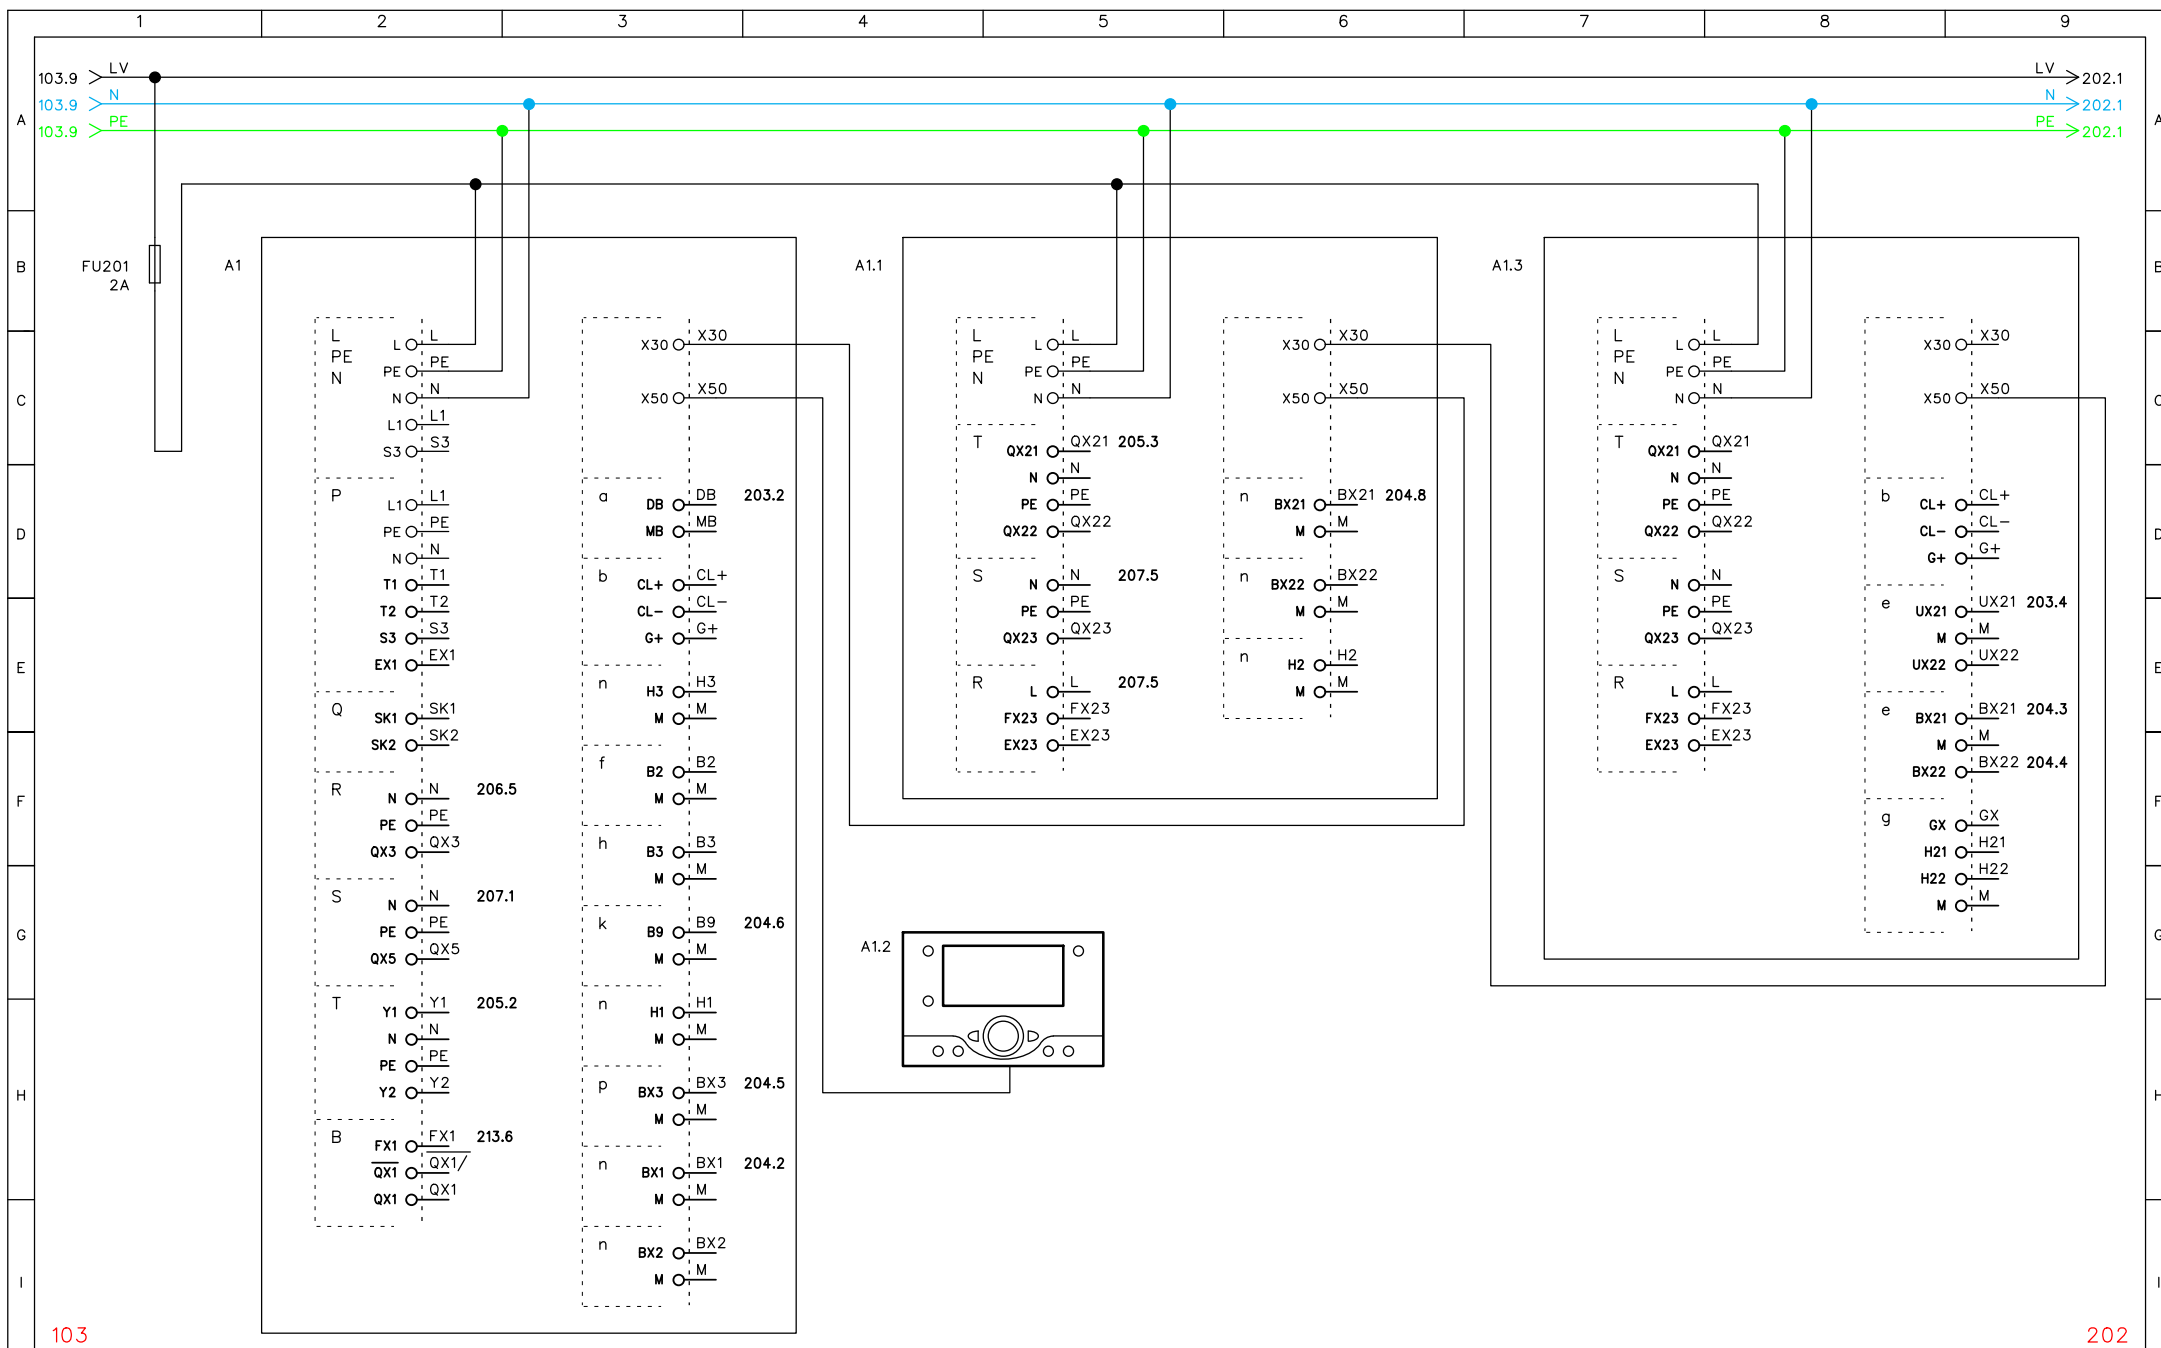 1 2 3 4 5 6 7 8 9
103.9 LV LV 202.1
103.9 N N 202.1
103.9 PE PE 202.1
A A
B B
C C
D D
E E
F F
G G
H H
I I
FU201
2A
A1
L
PE
N
L L
PE PE
N N
L1 L1
S3 S3
P
L1 L1
PE PE
N N
T1 T1
T2 T2
S3 S3
EX1 EX1
Q
SK1 SK1
SK2 SK2
R
N N 206.5
PE PE
QX3 QX3
S
N N 207.1
PE PE
QX5 QX5
T
Y1 Y1 205.2
N N
PE PE
Y2 Y2
B
FX1 FX1 213.6
QX1 QX1/
QX1 QX1
X30 X30
X50 X50
a
DB DB 203.2
MB MB
b
CL+ CL+
CL- CL-
G+ G+
n
H3 H3
M M
f
B2 B2
M M
h
B3 B3
M M
k
B9 B9 204.6
M M
n
H1 H1
M M
p
BX3 BX3 204.5
M M
n
BX1 BX1 204.2
M M
n
BX2 BX2
M M
A1.1
L
PE
N
L L
PE PE
N N
T
QX21 QX21 205.3
N N
PE PE
QX22 QX22
S
N N 207.5
PE PE
QX23 QX23
R
L L 207.5
FX23 FX23
EX23 EX23
X30 X30
X50 X50
n
BX21 BX21 204.8
M M
n
BX22 BX22
M M
n
H2 H2
M M
A1.2
A1.3
L
PE
N
L L
PE PE
N N
T
QX21 QX21
N N
PE PE
QX22 QX22
S
N N
PE PE
QX23 QX23
R
L L
FX23 FX23
EX23 EX23
X30 X30
X50 X50
b
CL+ CL+
CL- CL-
G+ G+
e
UX21 UX21 203.4
M M
UX22 UX22
e
BX21 BX21 204.3
M M
BX22 BX22 204.4
g
GX GX
H21 H21
H22 H22
M M
103 202